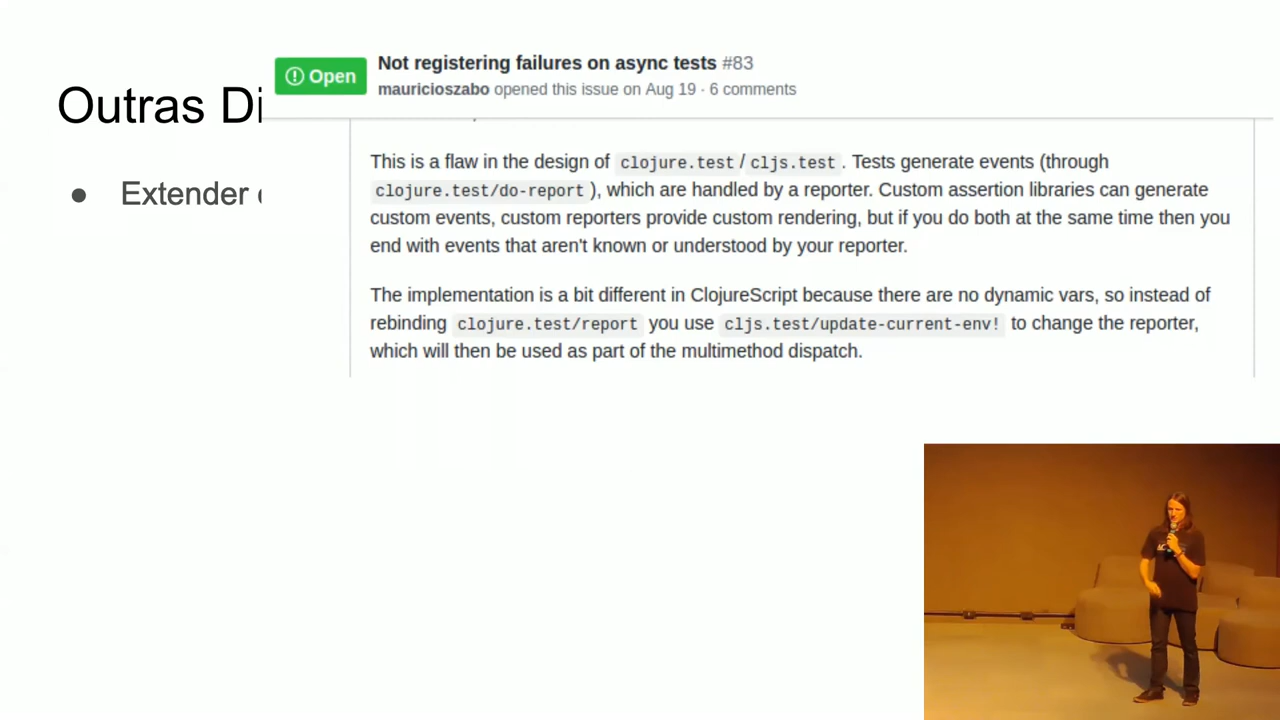 Open
Not registering failures on async tests #83
mauricioszabo opened this issue on Aug 19 · 6 comments
Outras Di
Extender
This is a flaw in the design of clojure.test / cljs.test . Tests generate events (through
clojure.test/do-report ), which are handled by a reporter. Custom assertion libraries can generate
custom events, custom reporters provide custom rendering, but if you do both at the same time then you
end with events that aren't known or understood by your reporter.
The implementation is a bit different in ClojureScript because there are no dynamic vars, so instead of
rebinding clojure.test/report you use cljs.test/update-current-env! to change the reporter,
which will then be used as part of the multimethod dispatch.